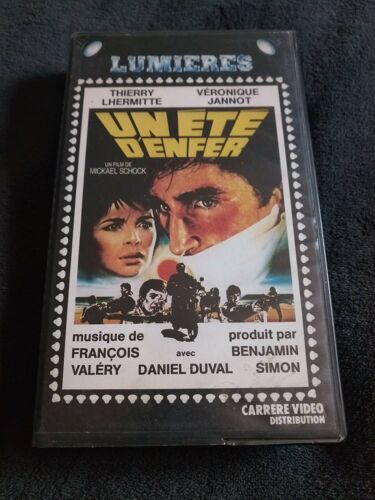 LUMIERES
THIERRY LHERMITTE
VÉRONIQUE JANNOT
UN ETE
D'ENFER
UN FILM DE
MICKAEL SCHOCK
musique de
FRANÇOIS
VALÉRY
avec
DANIEL DUVAL
produit par
BENJAMIN
SIMON
CARRERE VIDEO
DISTRIBUTION